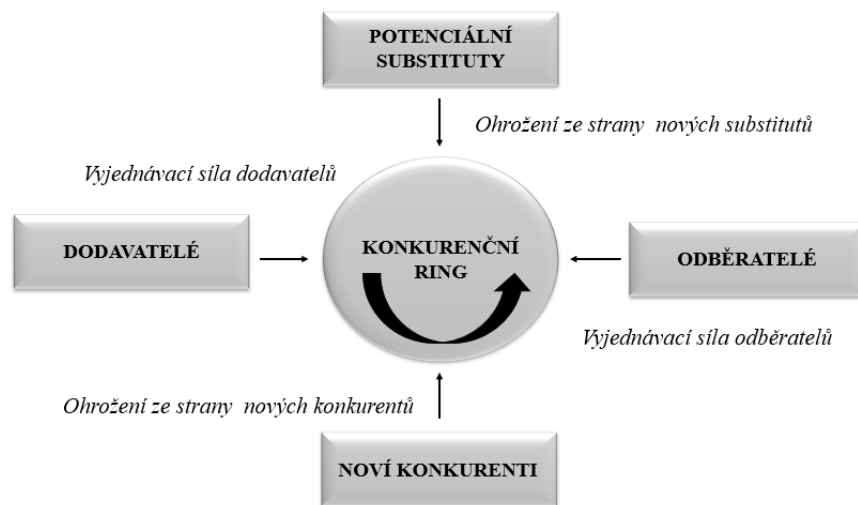 POTENCIÁLNÍ
SUBSTITUTY
Ohrožení ze strany  nových substitutů
Vyjednávací síla dodavatelů
DODAVATELÉ
KONKURENČNÍ
RING
ODBĚRATELÉ
Vyjednávací síla odběratelů
Ohrožení ze strany  nových konkurentů
NOVÍ KONKURENTI